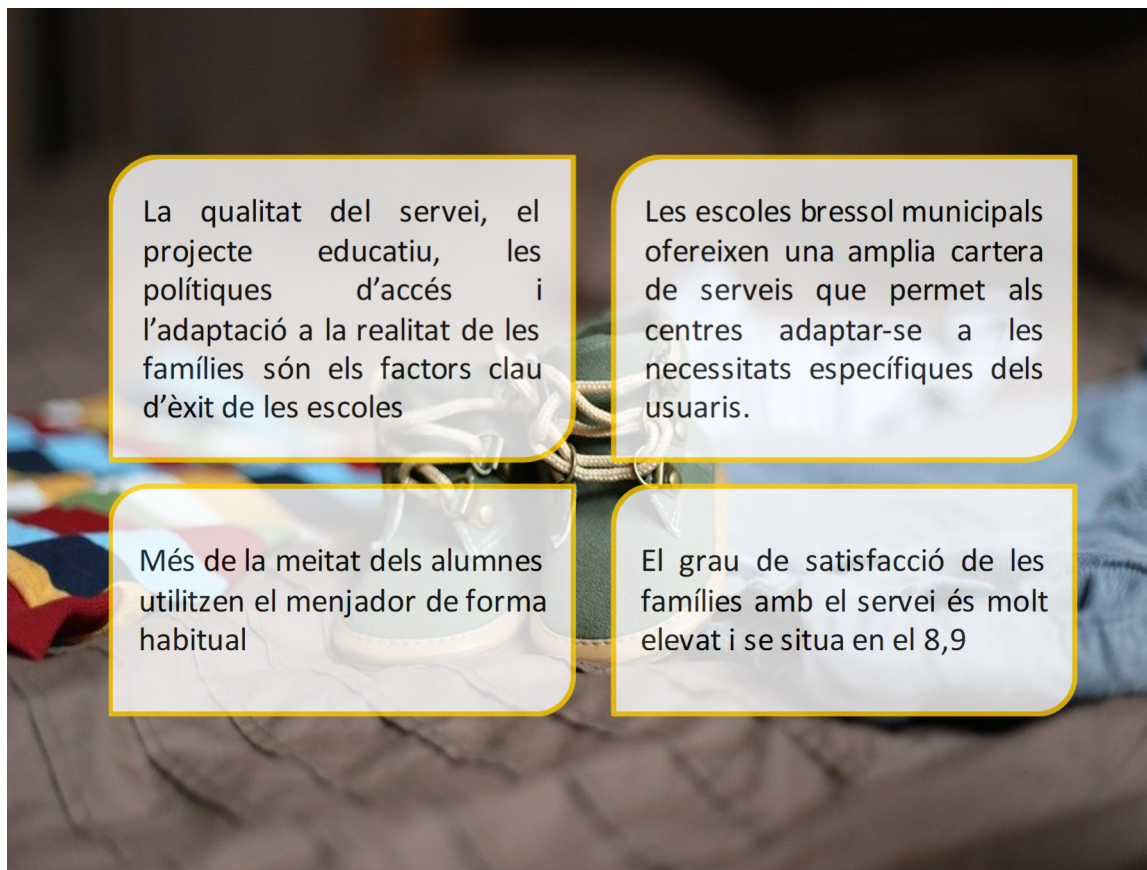 La qualitat del servei, el
projecte educatiu, les
polítiques d’accés i
l’adaptació a la realitat de les
famílies són els factors clau
d’èxit de les escoles
Les escoles bressol municipals
ofereixen una amplia cartera
de serveis que permet als
centres adaptar-se a les
necessitats específiques dels
usuaris.
Més de la meitat dels alumnes
utilitzen el menjador de forma
habitual
El grau de satisfacció de les
famílies amb el servei és molt
elevat i se situa en el 8,9